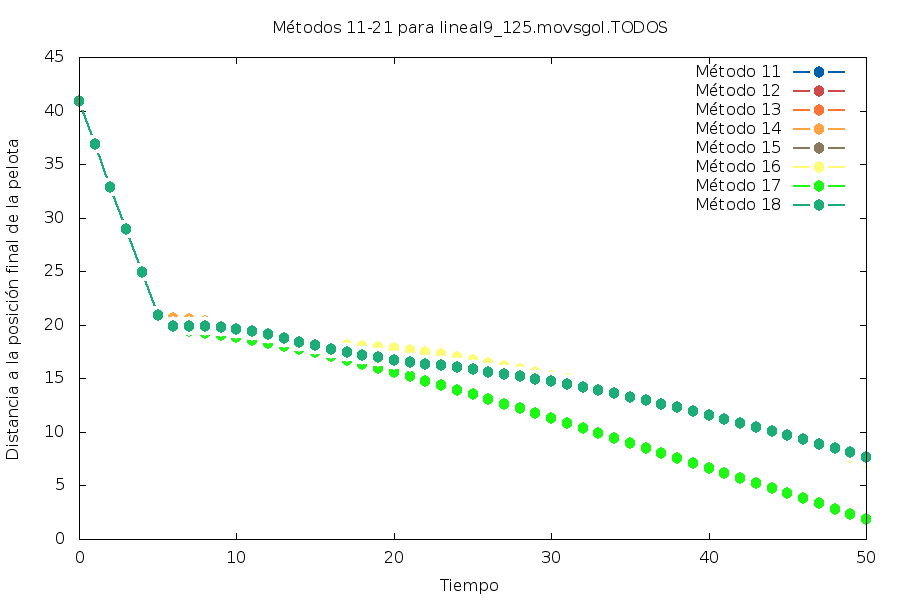 Métodos 11-21 para lineal9_125.movsgol.TODOS
Distancia a la posición final de la pelota
45
40
35
30
25
20
15
10
5
0
0 10 20 30 40 50
Tiempo
Método 11
Método 12
Método 13
Método 14
Método 15
Método 16
Método 17
Método 18